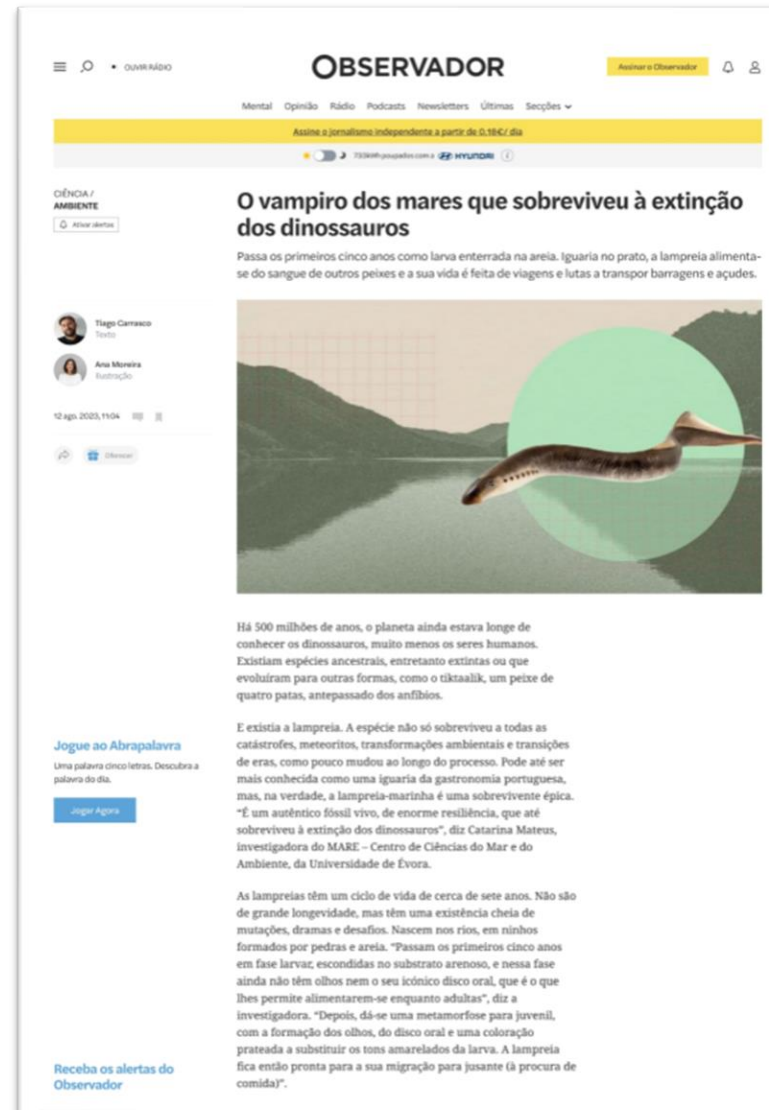 OUVIR RÁDIO
OBSERVADOR
Assinar o Observador
Mental Opinião Rádio Podcasts Newsletters Últimas Secções
Assine o jornalismo independente a partir de 0,18€/ dia
poupados com a HYUNDAI
CIÊNCIA /
AMBIENTE
Ativar alertas
O vampiro dos mares que sobreviveu à extinção
dos dinossauros
Passa os primeiros cinco anos como larva enterrada na areia. Iguaria no prato, a lampreia alimenta-
se do sangue de outros peixes e a sua vida é feita de viagens e lutas a transpor barragens e açudes.
Tiago Carrasco
Texto
Ana Moreira
Ilustração
12 ago. 2023, 11:04
Oferecer
Há 500 milhões de anos, o planeta ainda estava longe de
conhecer os dinossauros, muito menos os seres humanos.
Existiam espécies ancestrais, entretanto extintas ou que
evoluíram para outras formas, como o tiktaalik, um peixe de
quatro patas, antepassado dos anfíbios.
E existia a lampreia. A espécie não só sobreviveu a todas as
catástrofes, meteoritos, transformações ambientais e transições
de eras, como pouco mudou ao longo do processo. Pode até ser
mais conhecida como uma iguaria da gastronomia portuguesa,
mas, na verdade, a lampreia-marinha é uma sobrevivente épica.
“É um autêntico fóssil vivo, de enorme resiliência, que até
sobreviveu à extinção dos dinossauros”, diz Catarina Mateus,
investigadora do MARE – Centro de Ciências do Mar e do
Ambiente, da Universidade de Évora.
As lampreias têm um ciclo de vida de cerca de sete anos. Não são
de grande longevidade, mas têm uma existência cheia de
mutações, dramas e desafios. Nascem nos rios, em ninhos
formados por pedras e areia. “Passam os primeiros cinco anos
em fase larvar, escondidas no substrato arenoso, e nessa fase
ainda não têm olhos nem o seu icónico disco oral, que é o que
lhes permite alimentarem-se enquanto adultas”, diz a
investigadora. “Depois, dá-se uma metamorfose para juvenil,
com a formação dos olhos, do disco oral e uma coloração
prateada a substituir os tons amarelados da larva. A lampreia
fica então pronta para a sua migração para jusante (à procura de
comida)”.
Jogue ao Abrapalavra
Uma palavra cinco letras. Descubra a
palavra do dia.
Jogar Agora
Receba os alertas do
Observador